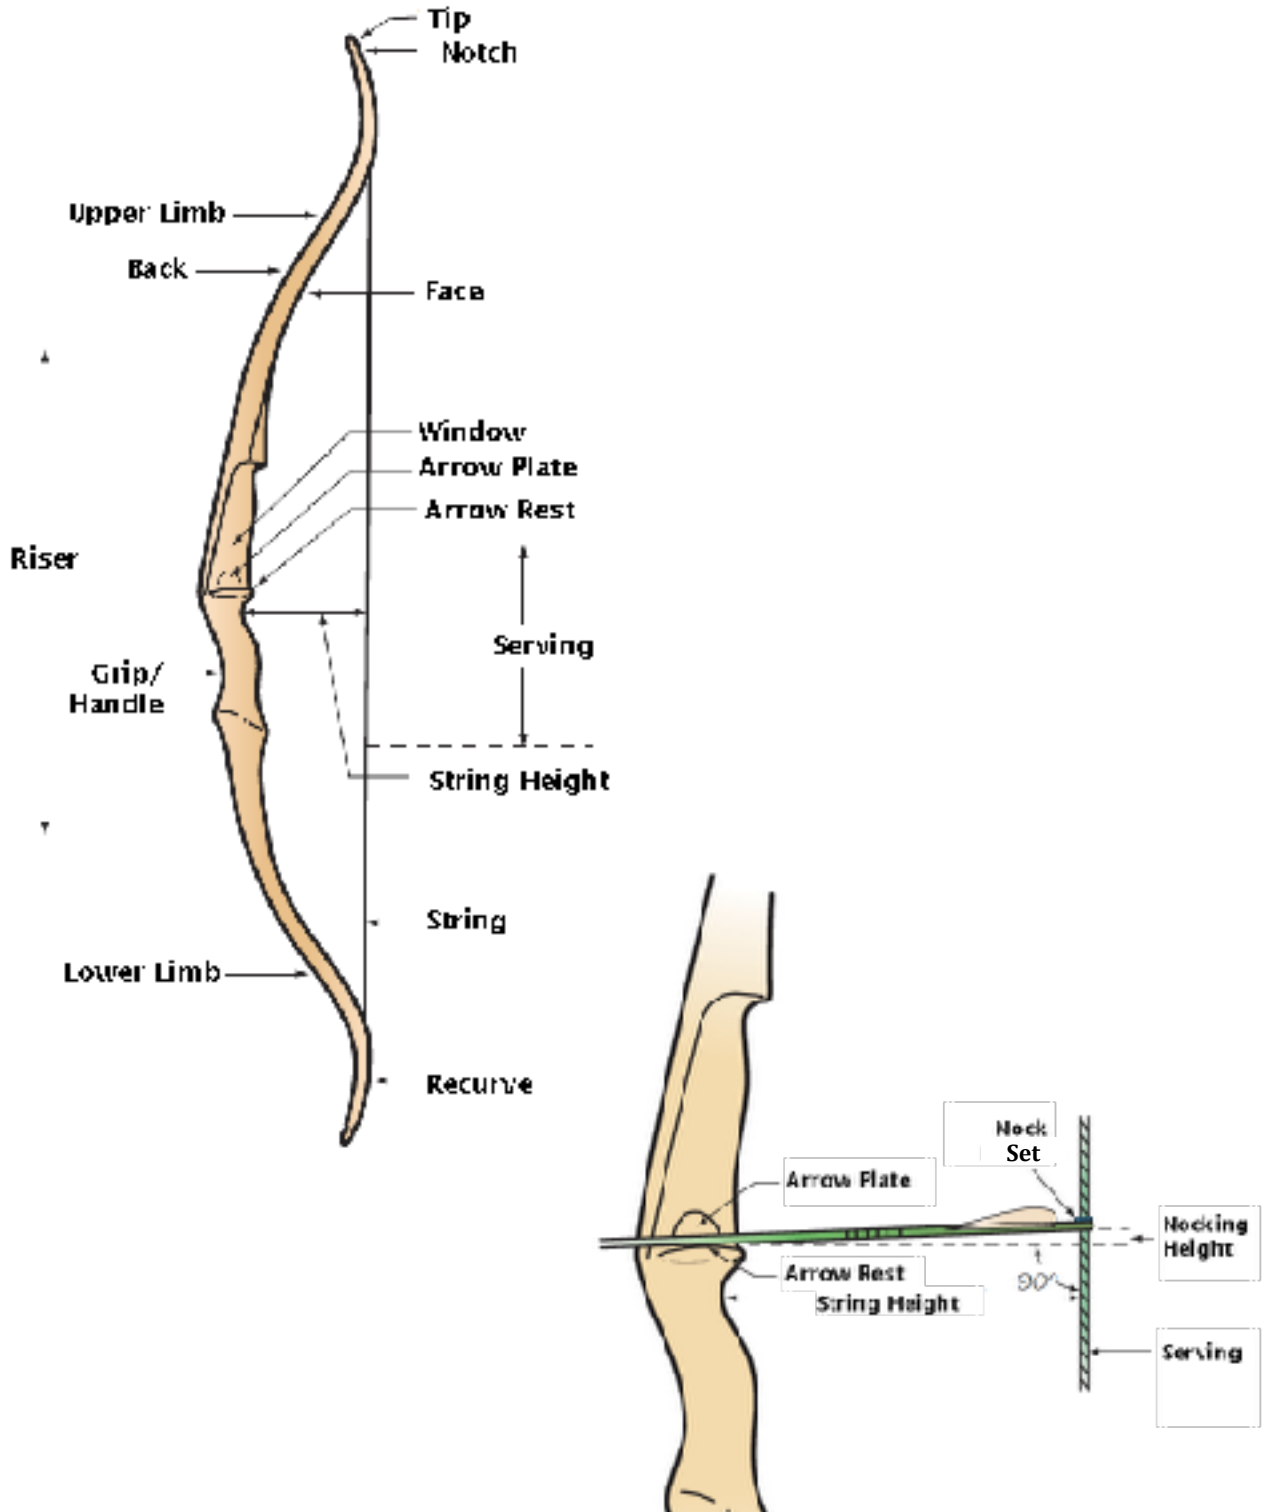 Tip
Notch
Upper Limb
Back
Face
Window
Arrow Plate
Arrow Rest
Riser
Serving
Grip/
Handle
String Height
String
Lower Limb
Recurve
Nock
Set
Arrow Plate
Nocking
Height
Arrow Rest
90°
String Height
Serving